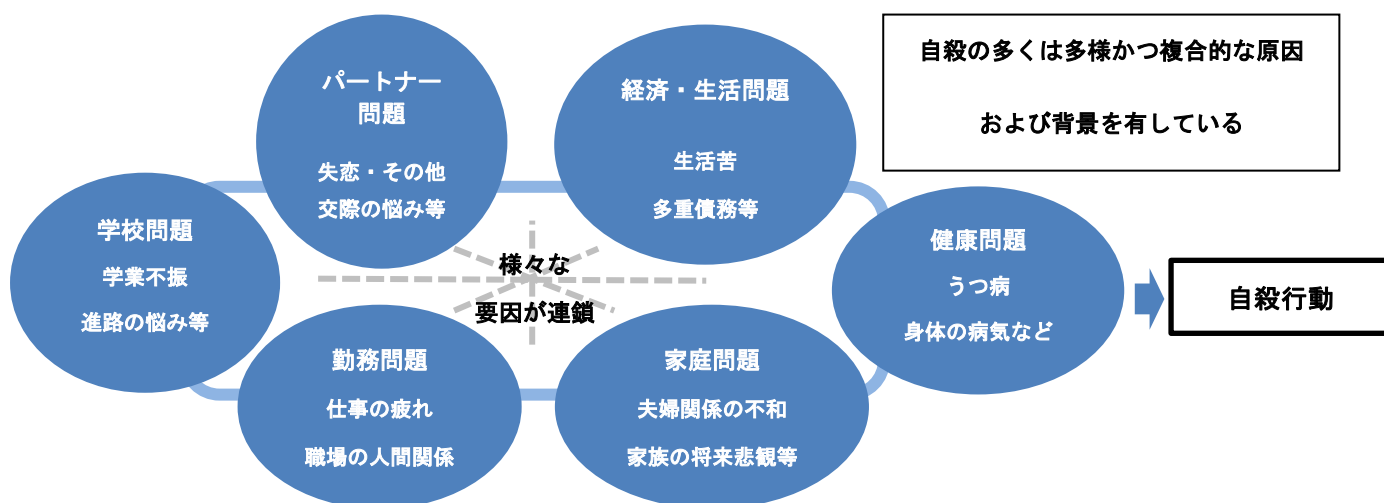 自殺の多くは多様かつ複合的な原因
および背景を有している
パートナー
問題
失恋・その他
交際の悩み等
経済・生活問題
生活苦
多重債務等
学校問題
学業不振
進路の悩み等
様々な
要因が連鎖
健康問題
うつ病
身体の病気など
自殺行動
勤務問題
仕事の疲れ
職場の人間関係
家庭問題
夫婦関係の不和
家族の将来悲観等